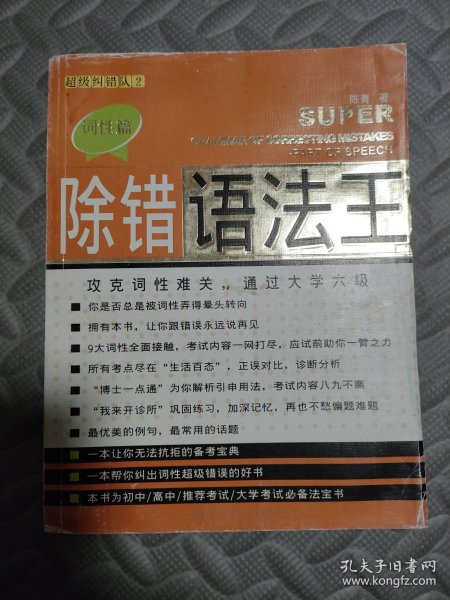 超级纠错队2
词性篇
陈青 著
SUPER
GRAMMAR OF CORRECTING MISTAKES
-PART OF SPEECH
除错语法王
攻克词性难关，通过大学六级
■ 你是否总是被词性弄得晕头转向
■ 拥有本书，让你跟错误永远说再见
■ 9大词性全面接触，考试内容一网打尽，应试前助你一臂之力
■ 所有考点尽在“生活百态”，正误对比，诊断分析
■ “博士一点通”为你解析引申用法，考试内容八九不离
■ “我来开诊所”巩固练习，加深记忆，再也不愁偏题难题
■ 最优美的例句，最常用的话题
■ 一本让你无法抗拒的备考宝典
■ 一本帮你纠出词性超级错误的好书
■ 本书为初中/高中/推荐考试/大学考试必备法宝书
孔夫子旧书网
www.kongfz.com